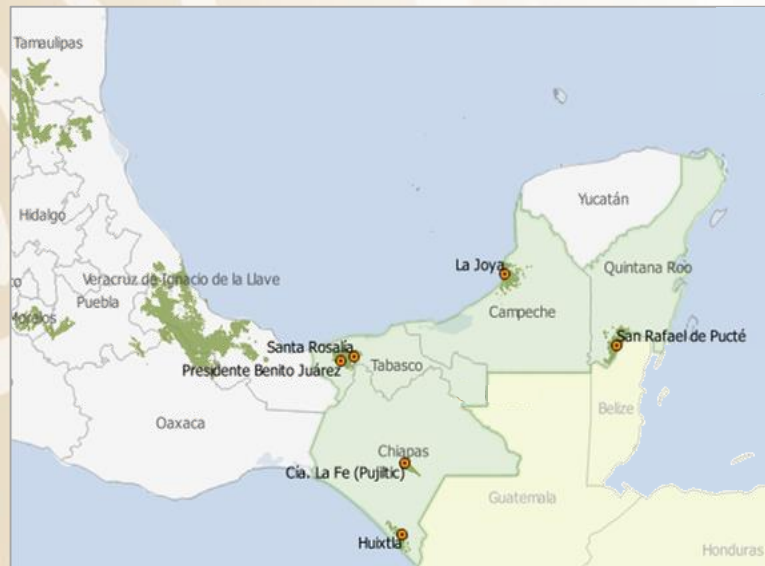 Tamaulipas
Yucatán
Hidalgo
La Joya
Quintana Roo
Veracruz de Ignacio de la Llave
Puebla
Campeche
Morelos
San Rafael de Pucté
Santa Rosalía
Tabasco
Presidente Benito Juárez
Belize
Oaxaca
Chiapas
Cía. La Fe (Pujiltic)
Guatemala
Huixtla
Honduras